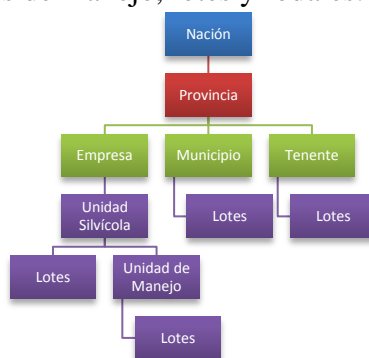 Nación
Provincia
Empresa Municipio Tenente
Unidad
Silvícola
Lotes Lotes
Lotes
Unidad de
Manejo
Lotes